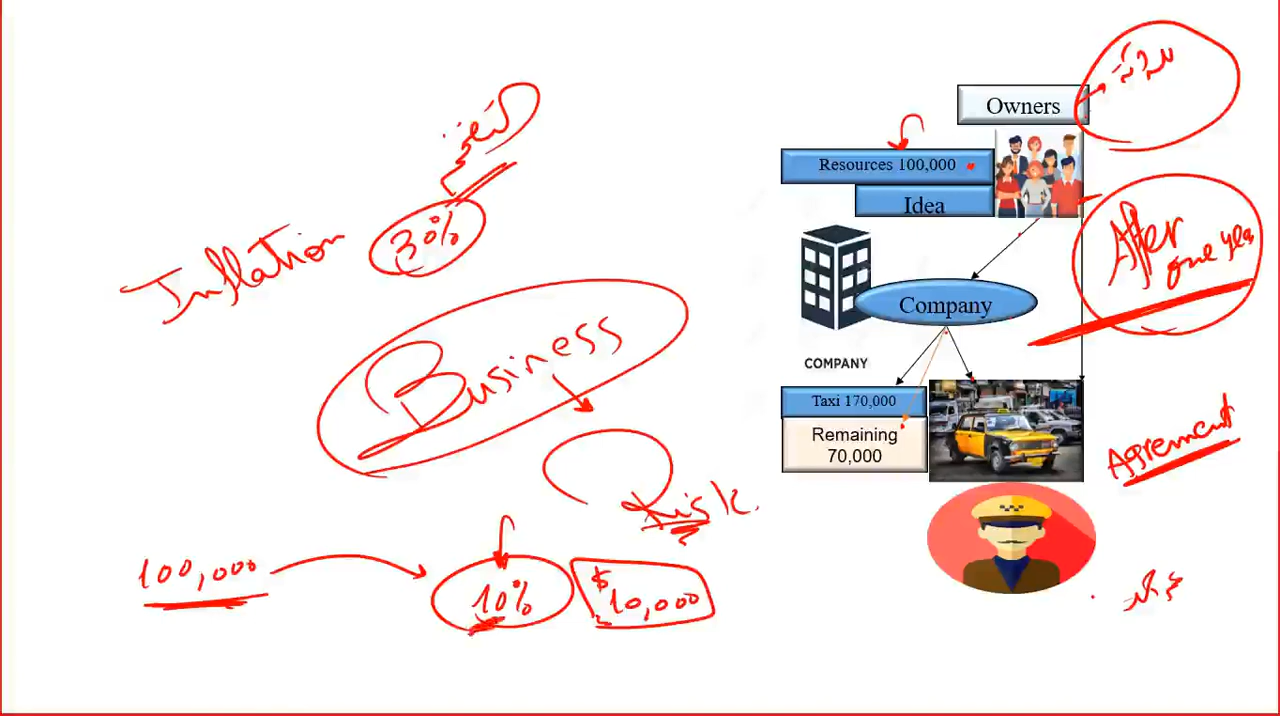 Owners
Resources 100,000
Idea
Inflation 30%
After
one year
Company
Business
COMPANY
Taxi 170,000
Remaining
70,000
Agrement
Risk.
100,000
10%
$10,000